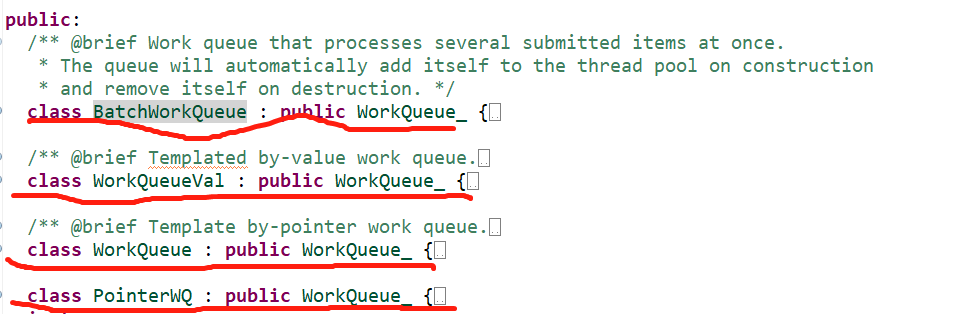 public:
/** @brief Work queue that processes several submitted items at once.
* The queue will automatically add itself to the thread pool on construction
* and remove itself on destruction. */
class BatchWorkQueue : public WorkQueue_ {
/** @brief Templated by-value work queue.
class WorkQueueVal : public WorkQueue_ {
/** @brief Template by-pointer work queue.
class WorkQueue : public WorkQueue_ {
class PointerWQ : public WorkQueue_ {